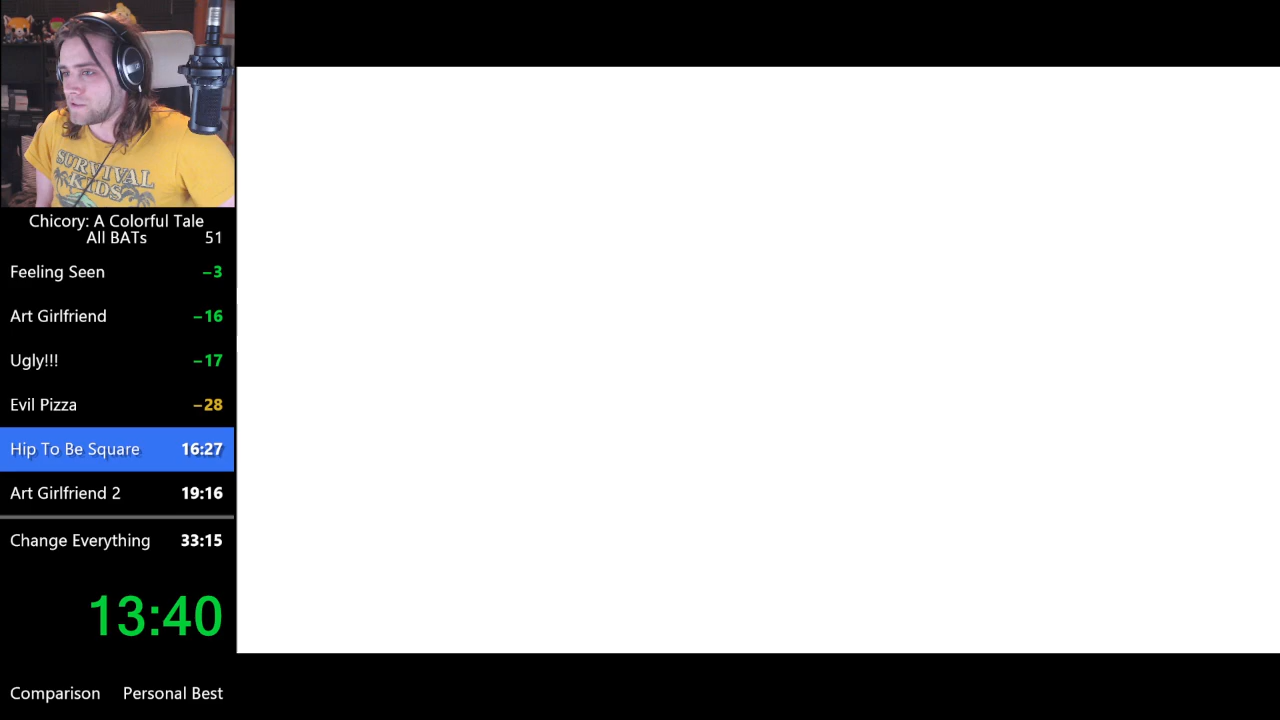 SURVIVAL
KIDS
Chicory: A Colorful Tale
All BATs 51
Feeling Seen −3
Art Girlfriend −16
Ugly!!! −17
Evil Pizza −28
Hip To Be Square 16:27
Art Girlfriend 2 19:16
Change Everything 33:15
13:40
Comparison Personal Best